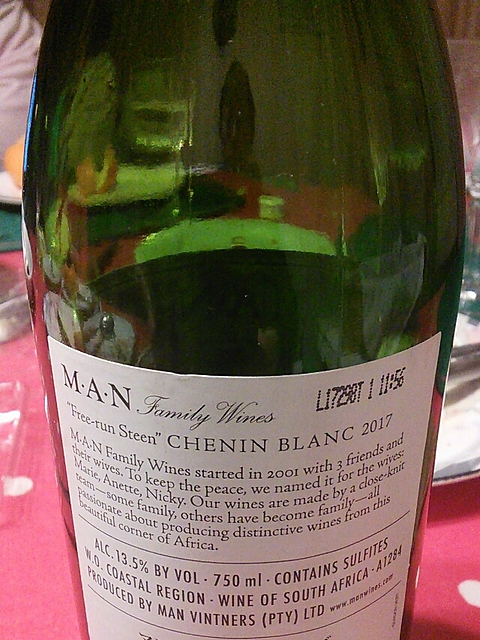 M·A·N Family Wines
L17298T 1 11:56
"Free-run Steen" CHENIN BLANC 2017
M·A·N Family Wines started in 2001 with 3 friends and
their wives. To keep the peace, we named it for the wives:
Marie, Anette, Nicky. Our wines are made by a close-knit
team—some family, others have become family—all
passionate about producing distinctive wines from this
beautiful corner of Africa.
ALC.13.5% BY VOL · 750 ml · CONTAINS SULFITES
W.O. COASTAL REGION · WINE OF SOUTH AFRICA · A1284
PRODUCED BY MAN VINTNERS (PTY) LTD www.manwines.com